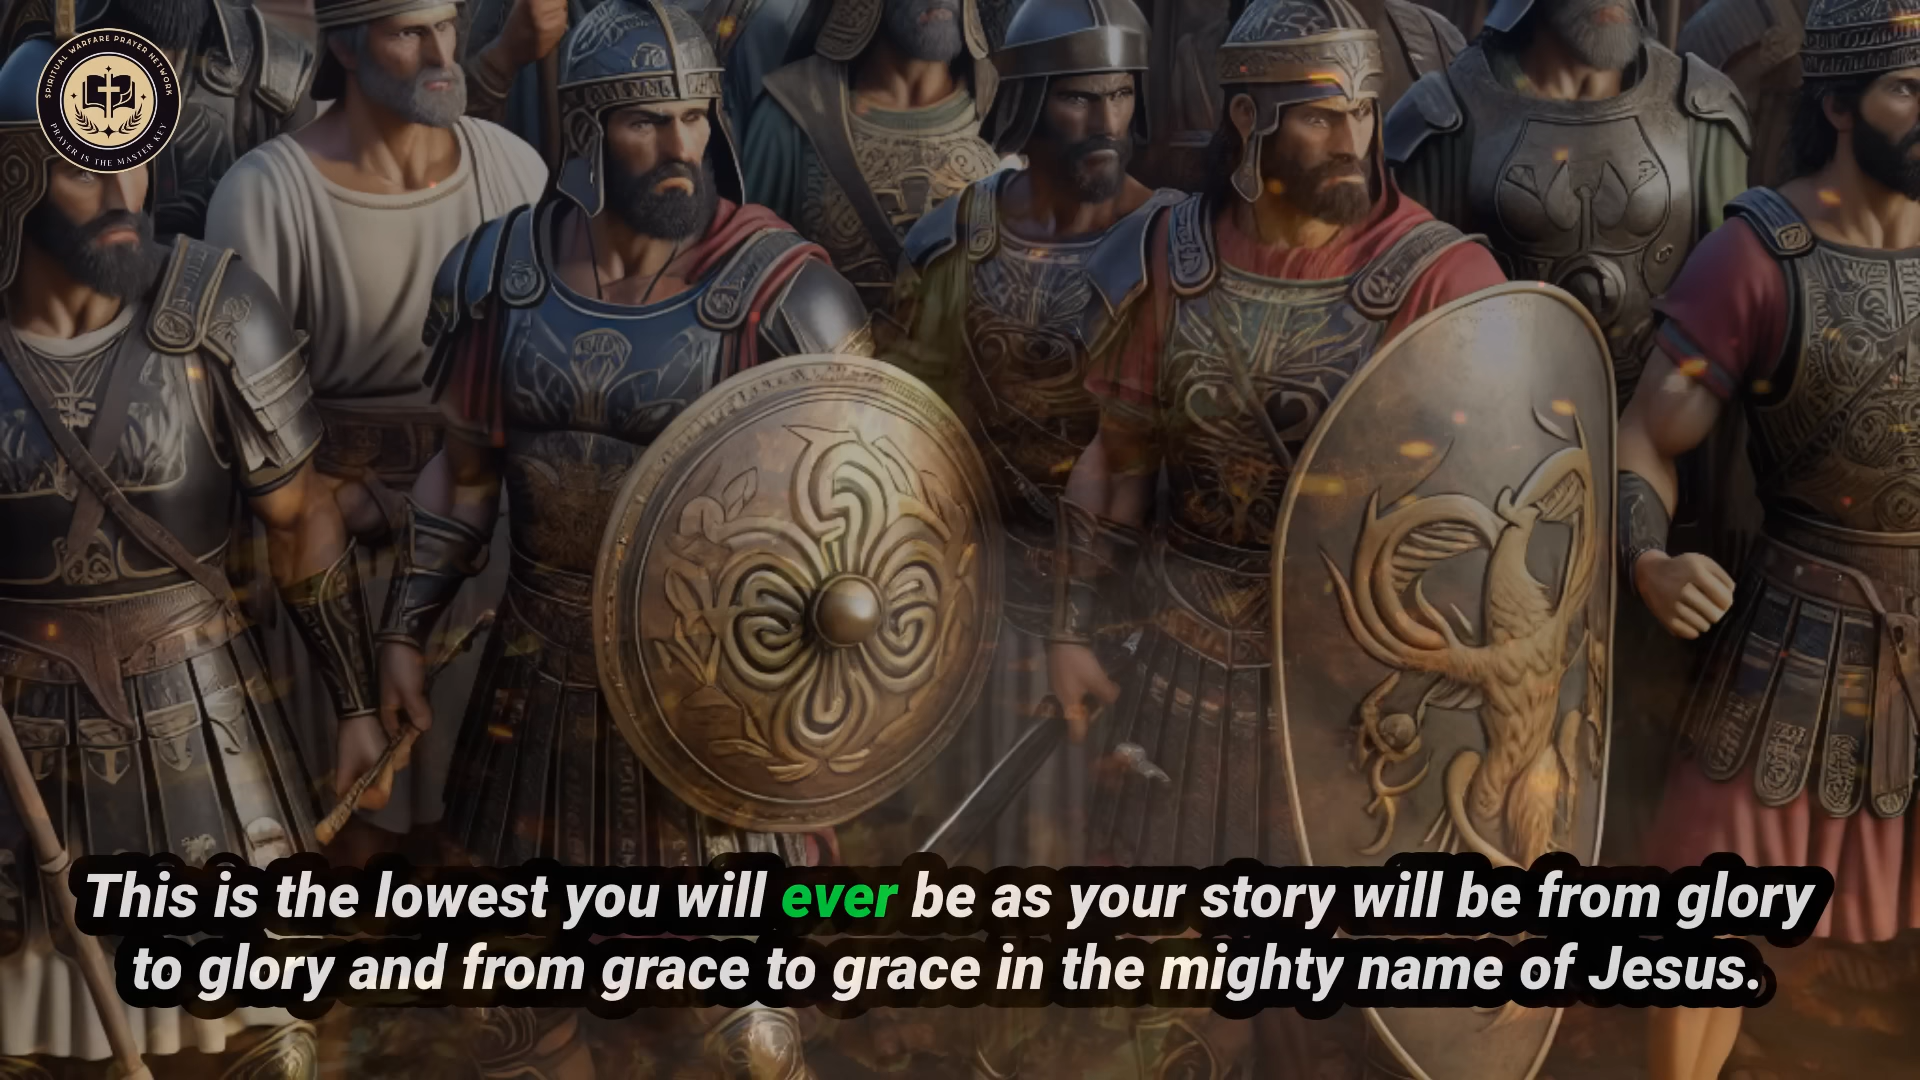 SPIRITUAL WARFARE PRAYER NETWORK
PRAYER IS THE MASTER KEY
This is the lowest you will ever be as your story will be from glory
to glory and from grace to grace in the mighty name of Jesus.